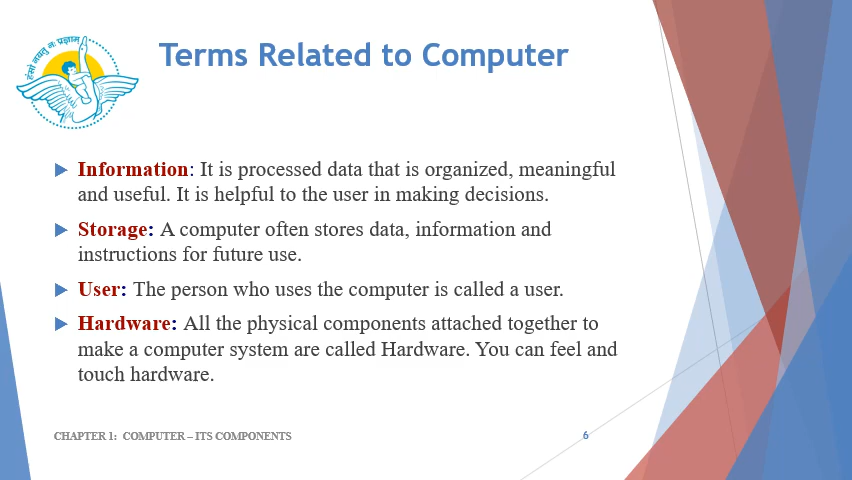 हंसो नयतु नः प्रज्ञाम्
Terms Related to Computer
Information: It is processed data that is organized, meaningful
and useful. It is helpful to the user in making decisions.
Storage: A computer often stores data, information and
instructions for future use.
User: The person who uses the computer is called a user.
Hardware: All the physical components attached together to
make a computer system are called Hardware. You can feel and
touch hardware.
CHAPTER 1: COMPUTER – ITS COMPONENTS
6